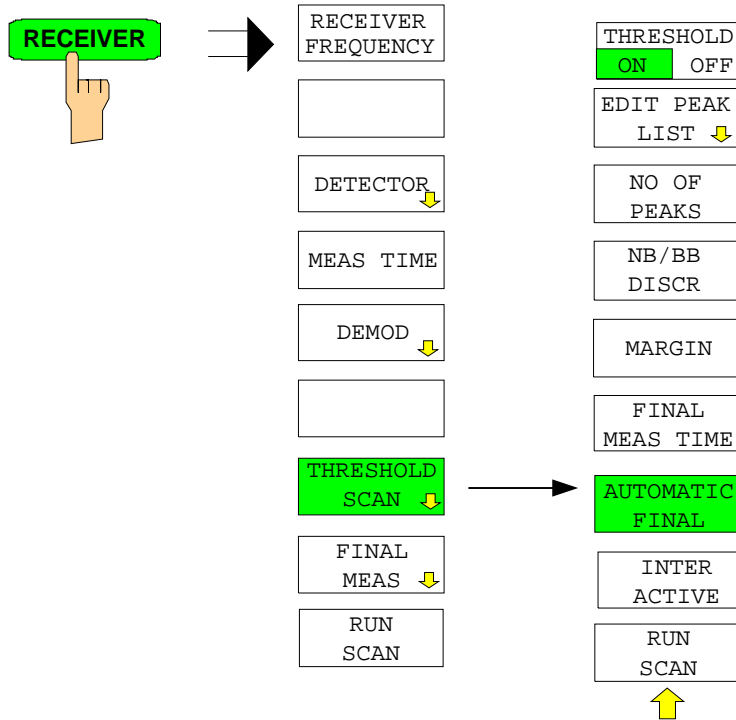 RECEIVER
RECEIVER
FREQUENCY
DETECTOR
MEAS TIME
DEMOD
THRESHOLD
SCAN
FINAL
MEAS
RUN
SCAN
THRESHOLD
ON OFF
EDIT PEAK
LIST
NO OF
PEAKS
NB/BB
DISCR
MARGIN
FINAL
MEAS TIME
AUTOMATIC
FINAL
INTER
ACTIVE
RUN
SCAN